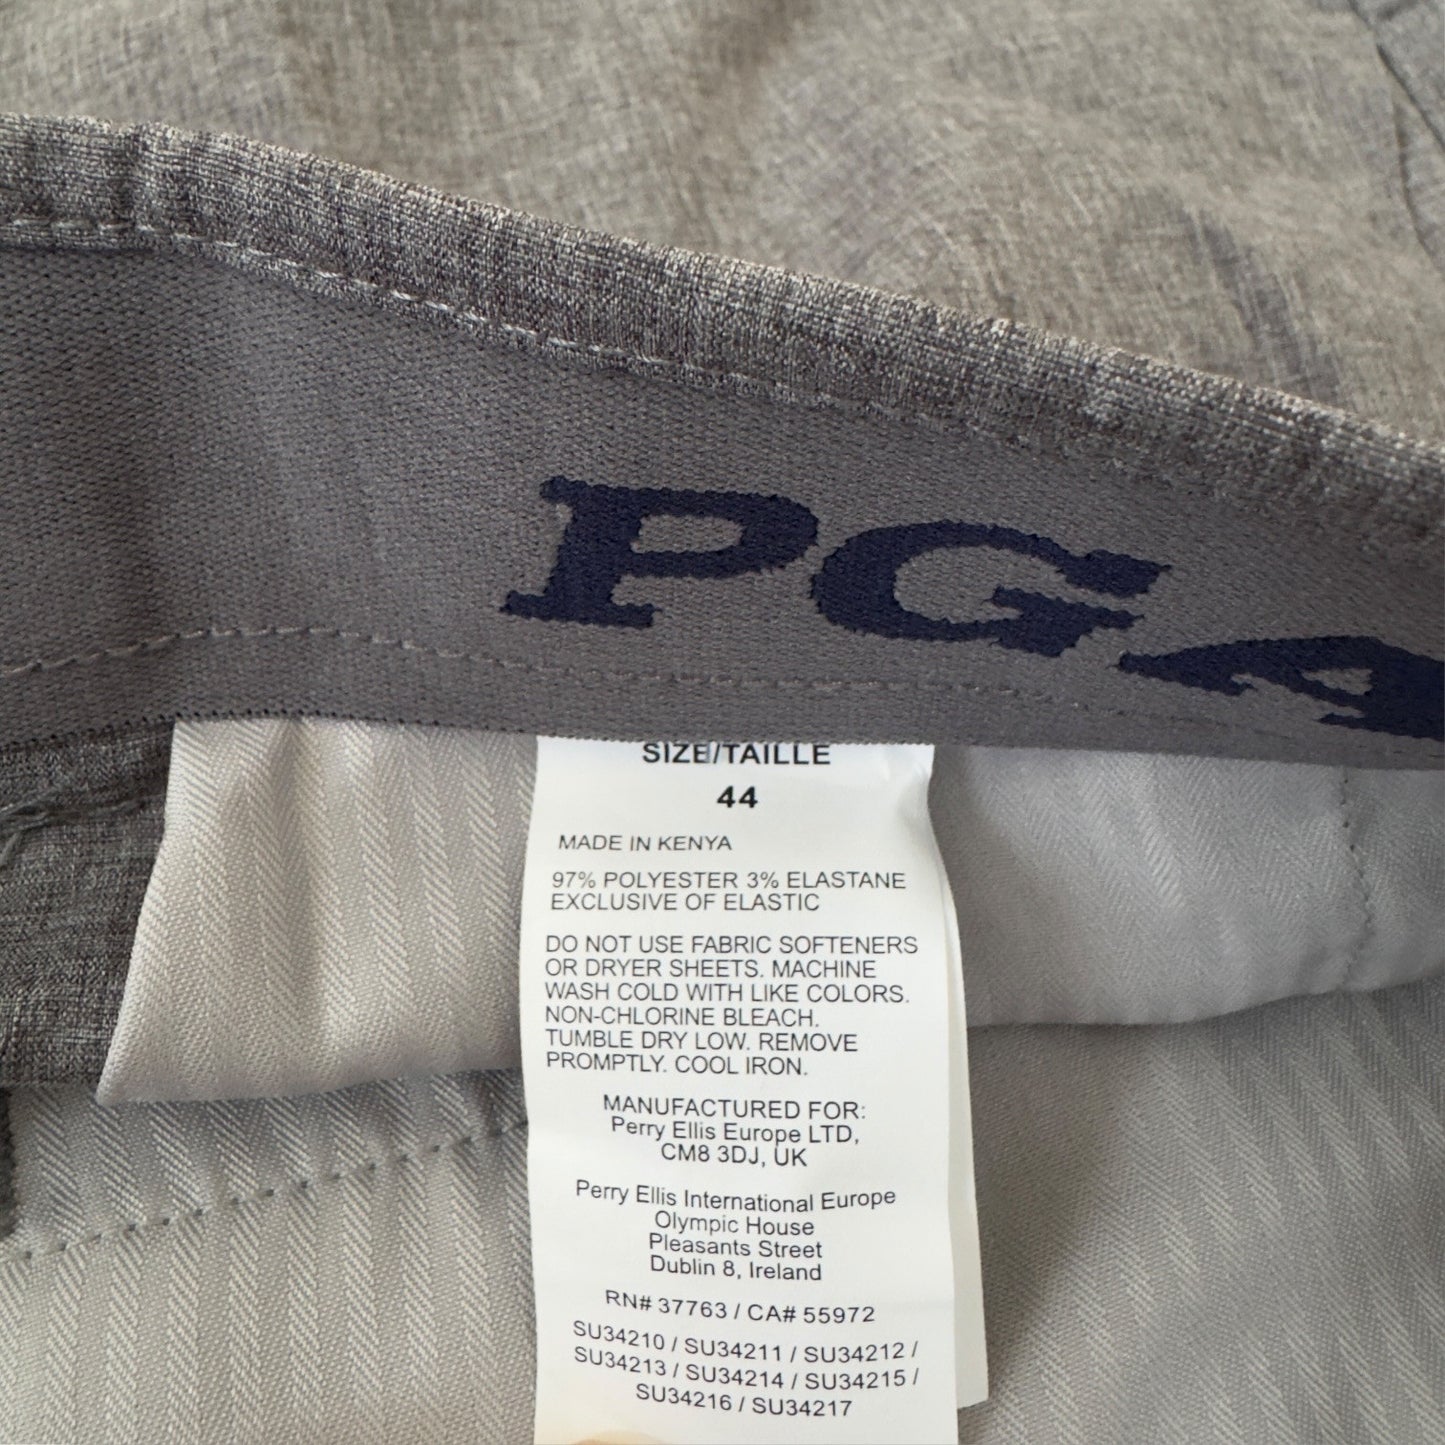 PGA
SIZE/TAILLE
44
MADE IN KENYA
97% POLYESTER 3% ELASTANE
EXCLUSIVE OF ELASTIC
DO NOT USE FABRIC SOFTENERS
OR DRYER SHEETS. MACHINE
WASH COLD WITH LIKE COLORS.
NON-CHLORINE BLEACH.
TUMBLE DRY LOW. REMOVE
PROMPTLY. COOL IRON.
MANUFACTURED FOR:
Perry Ellis Europe LTD,
CM8 3DJ, UK
Perry Ellis International Europe
Olympic House
Pleasants Street
Dublin 8, Ireland
RN# 37763 / CA# 55972
SU34210 / SU34211 / SU34212 /
SU34213 / SU34214 / SU34215 /
SU34216 / SU34217